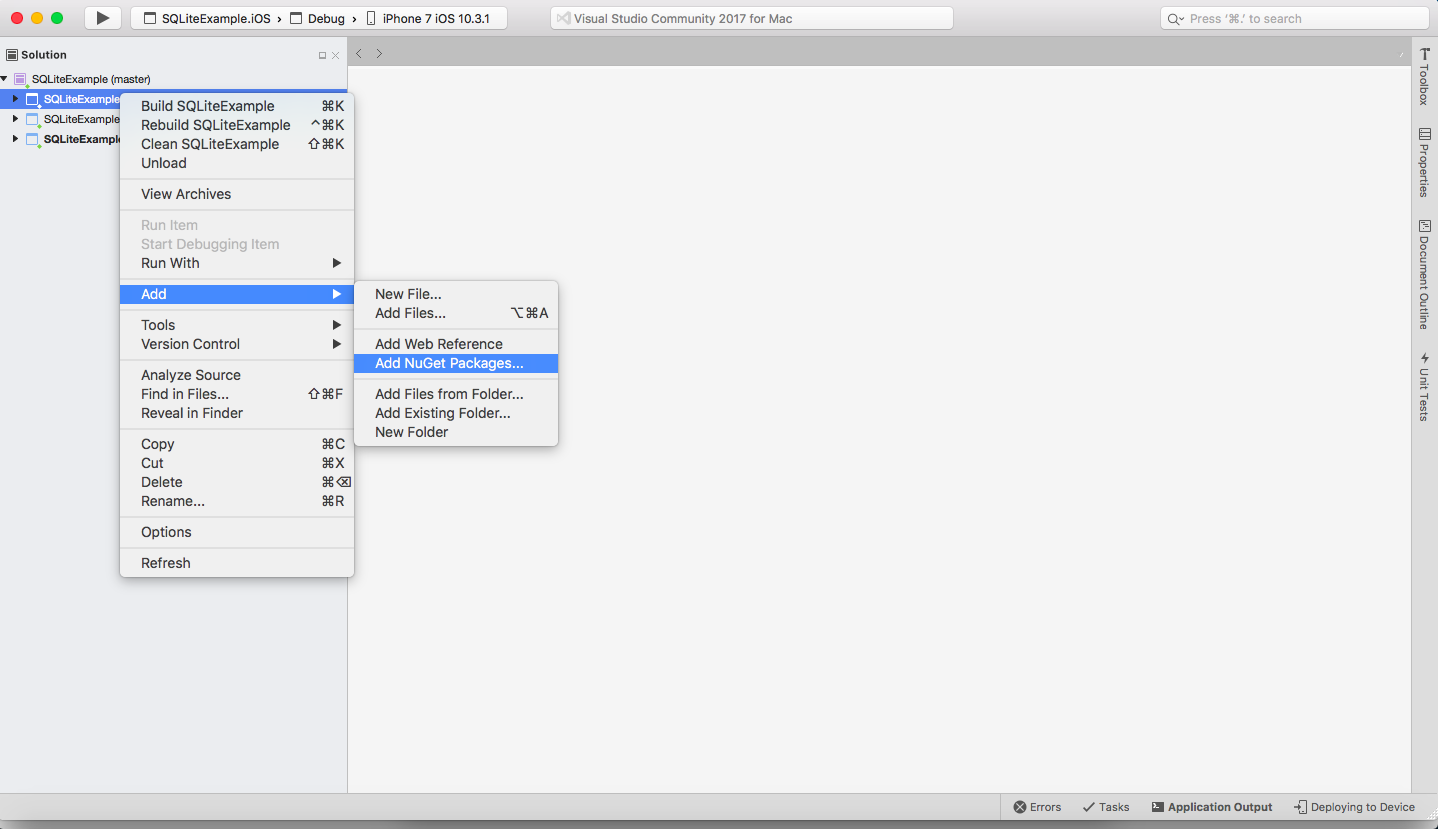 SQLiteExample.iOS › Debug › iPhone 7 iOS 10.3.1
Visual Studio Community 2017 for Mac
Press '⌘.' to search
Solution
SQLiteExample (master)
SQLiteExample
SQLiteExample
SQLiteExample
Build SQLiteExample ⌘K
Rebuild SQLiteExample ^⌘K
Clean SQLiteExample ⇧⌘K
Unload
View Archives
Run Item
Start Debugging Item
Run With
Add
Tools
Version Control
Analyze Source
Find in Files... ⇧⌘F
Reveal in Finder
Copy ⌘C
Cut ⌘X
Delete ⌘⌫
Rename... ⌘R
Options
Refresh
New File...
Add Files... ⌥⌘A
Add Web Reference
Add NuGet Packages...
Add Files from Folder...
Add Existing Folder...
New Folder
Toolbox
Properties
Document Outline
Unit Tests
Errors Tasks Application Output Deploying to Device